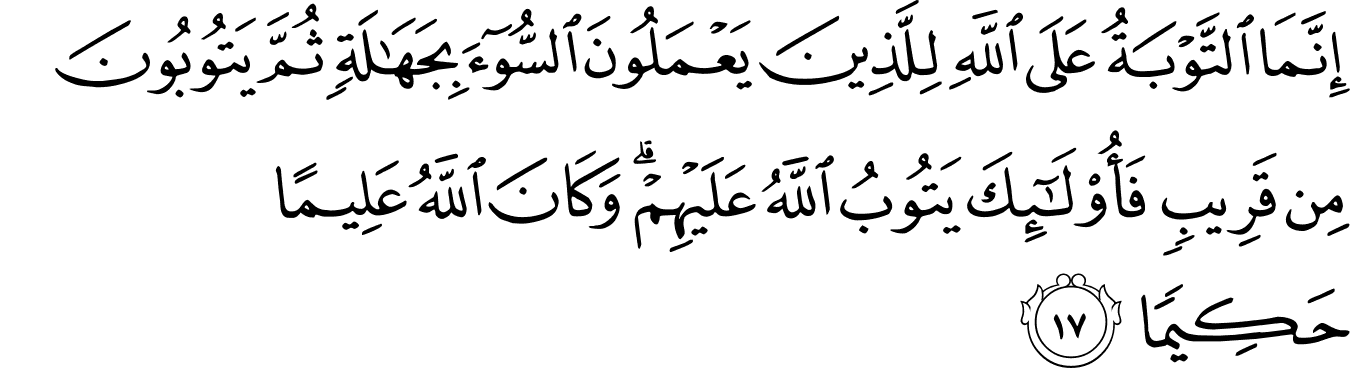 إِنَّمَا ٱلتَّوْبَةُ عَلَى ٱللَّهِ لِلَّذِينَ يَعْمَلُونَ ٱلسُّوٓءَ بِجَهَـٰلَةٍ ثُمَّ يَتُوبُونَ
مِن قَرِيبٍ فَأُو۟لَـٰٓئِكَ يَتُوبُ ٱللَّهُ عَلَيْهِمْ ۗ وَكَانَ ٱللَّهُ عَلِيمًا
حَكِيمًا ١٧